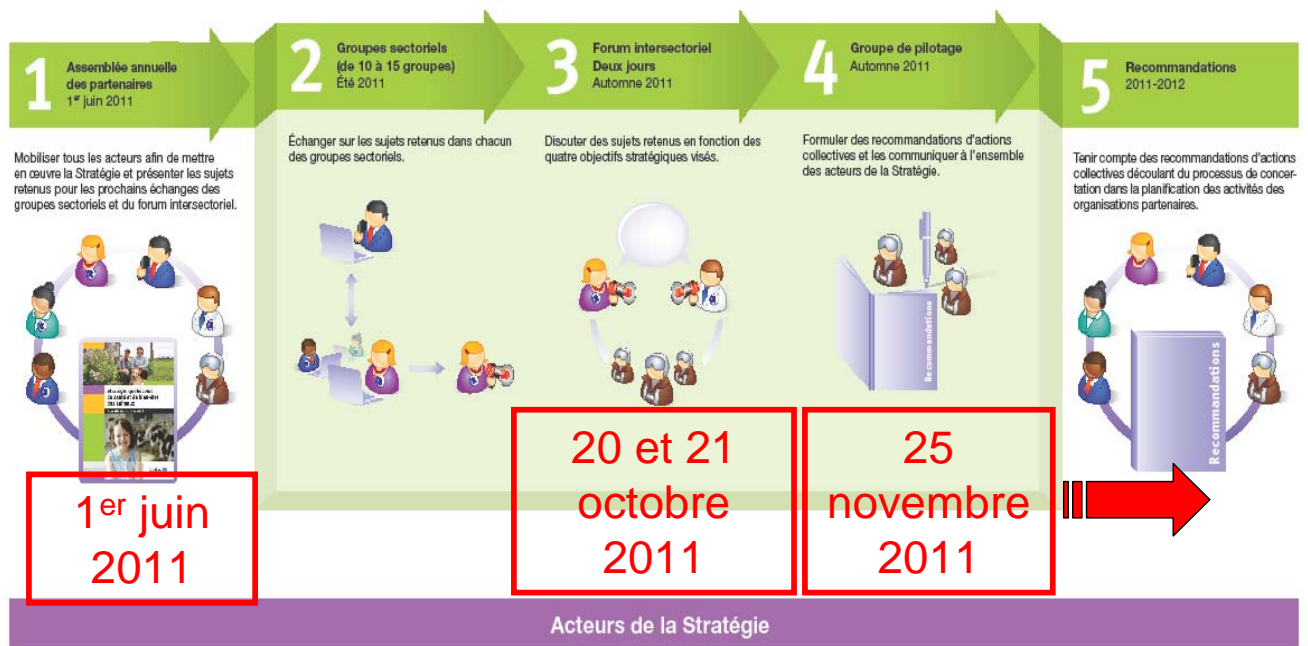 1
Assemblée annuelle
des partenaires
1er juin 2011
Mobiliser tous les acteurs afin de mettre
en œuvre la Stratégie et présenter les sujets
retenus pour les prochains échanges des
groupes sectoriels et du forum intersectoriel.
1er juin
2011
2
Groupes sectoriels
(de 10 à 15 groupes)
Été 2011
Échanger sur les sujets retenus dans chacun
des groupes sectoriels.
3
Forum intersectoriel
Deux jours
Automne 2011
Discuter des sujets retenus en fonction des
quatre objectifs stratégiques visés.
20 et 21
octobre
2011
4
Groupe de pilotage
Automne 2011
Formuler des recommandations d'actions
collectives et les communiquer à l'ensemble
des acteurs de la Stratégie.
Recommandations
25
novembre
2011
5
Recommandations
2011-2012
Tenir compte des recommandations d'actions
collectives découlant du processus de concer-
tation dans la planification des activités des
organisations partenaires.
Recommandations
Acteurs de la Stratégie